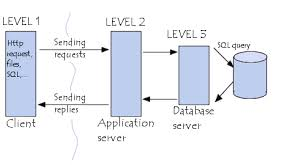 LEVEL 1
LEVEL 2
LEVEL 3
Http
request,
files,
SQL,...
Sending
requests
SQL query
Sending
replies
Client
Application
server
Database
server